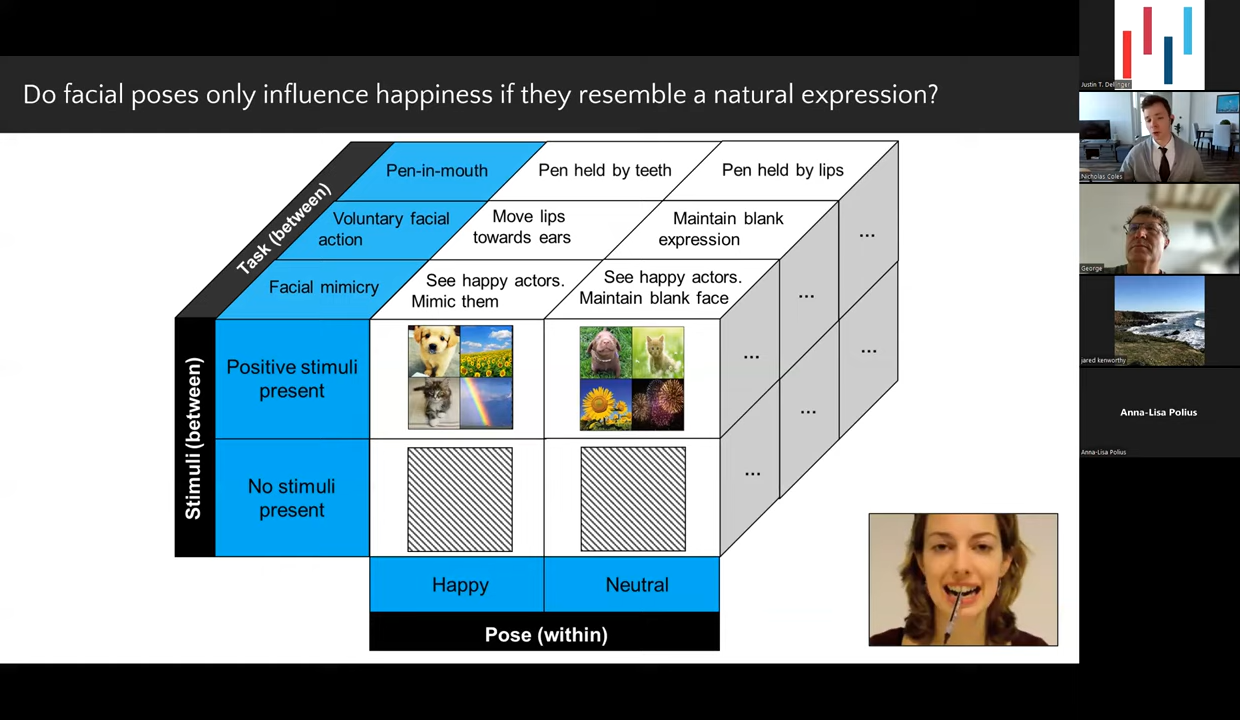 Do facial poses only influence happiness if they resemble a natural expression?
Task (between)
Pen-in-mouth
Pen held by teeth
Pen held by lips
Voluntary facial
action
Move lips
towards ears
Maintain blank
expression
...
Facial mimicry
See happy actors.
Mimic them
See happy actors.
Maintain blank face
...
Stimuli (between)
Positive stimuli
present
...
...
No stimuli
present
...
...
Happy
Neutral
Pose (within)
Justin T. Dellinger
Nicholas Coles
George
jared kenworthy
Anna-Lisa Polius
Anna-Lisa Polius